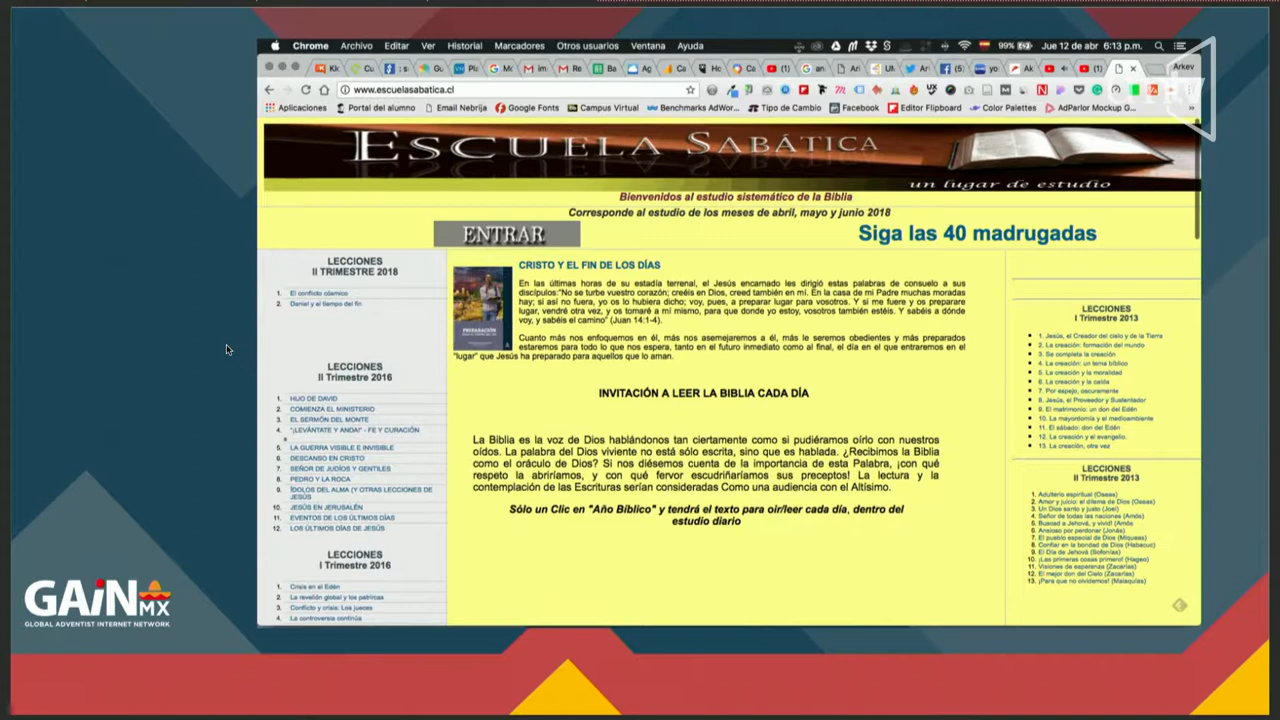 Chrome Archivo Editar Ver Historial Marcadores Otros usuarios Ventana Ayuda
99% Jue 12 de abr 6:13 p.m.
Arkev
www.escuelasabatica.cl
Aplicaciones Portal del alumno Email Nebrija Google Fonts Campus Virtual Benchmarks AdWor... Tipo de Cambio Facebook Editor Flipboard Color Palettes AdParlor Mockup G... »
ESCUELA SABÁTICA
un lugar de estudio
Bienvenidos al estudio sistemático de la Biblia
Corresponde al estudio de los meses de abril, mayo y junio 2018
ENTRAR
Siga las 40 madrugadas
LECCIONES
II TRIMESTRE 2018
1. El conflicto cósmico
2. Daniel y el tiempo del fin
LECCIONES
II Trimestre 2016
1. HIJO DE DAVID
2. COMIENZA EL MINISTERIO
3. EL SERMÓN DEL MONTE
4. "¡LEVÁNTATE Y ANDA!" - FE Y CURACIÓN
5. LA GUERRA VISIBLE E INVISIBLE
6. DESCANSO EN CRISTO
7. SEÑOR DE JUDÍOS Y GENTILES
8. PEDRO Y LA ROCA
9. ÍDOLOS DEL ALMA (Y OTRAS LECCIONES DE
JESÚS
10. JESÚS EN JERUSALÉN
11. EVENTOS DE LOS ÚLTIMOS DÍAS
12. LOS ÚLTIMOS DÍAS DE JESÚS
LECCIONES
I Trimestre 2016
1. Crisis en el Edén
2. La revelión global y los patrircas
3. Conflicto y crisis: Los jueces
4. La controversia continúa
PREPARACIÓN
CRISTO Y EL FIN DE LOS DÍAS
En las últimas horas de su estadía terrenal, el Jesús encarnado les dirigió estas palabras de consuelo a sus
discípulos:"No se turbe vuestro corazón; creéis en Dios, creed también en mí. En la casa de mi Padre muchas moradas
hay; si así no fuera, yo os lo hubiera dicho; voy, pues, a preparar lugar para vosotros. Y si me fuere y os preparare
lugar, vendré otra vez, y os tomaré a mí mismo, para que donde yo estoy, vosotros también estéis. Y sabéis a dónde
voy, y sabéis el camino" (Juan 14:1-4).
Cuanto más nos enfoquemos en él, más nos asemejaremos a él, más le seremos obedientes y más preparados
estaremos para todo lo que nos espera, tanto en el futuro inmediato como al final, el día en el que entraremos en el
"lugar" que Jesús ha preparado para aquellos que lo aman.
INVITACIÓN A LEER LA BIBLIA CADA DÍA
La Biblia es la voz de Dios hablándonos tan ciertamente como si pudiéramos oírlo con nuestros
oídos. La palabra del Dios viviente no está sólo escrita, sino que es hablada. ¿Recibimos la Biblia
como el oráculo de Dios? Si nos diésemos cuenta de la importancia de esta Palabra, ¡con qué
respeto la abriríamos, y con qué fervor escudriñaríamos sus preceptos! La lectura y la
contemplación de las Escrituras serían consideradas Como una audiencia con el Altísimo.
Sólo un Clic en "Año Bíblico" y tendrá el texto para oir/leer cada día, dentro del
estudio diario
LECCIONES
I Trimestre 2013
1. Jesús, el Creador del cielo y de la Tierra
2. La creación: formación del mundo
3. Se completa la creación
4. La creación: un tema bíblico
5. La creación y la moralidad
6. La creación y la caída
7. Por espejo, oscuramente
8. Jesús, el Proveedor y Sustentador
9. El matrimonio: un don del Edén
10. La mayordomía y el medioambiente
11. El sábado: don del Edén
12. La creación y el evangelio.
13. La creación, otra vez
LECCIONES
II Trimestre 2013
1. Adulterio espiritual (Oseas)
2. Amor y juicio: el dilema de Dios (Oseas)
3. Un Dios santo y justo (Joel)
4. Señor de todas las naciones (Amós)
5. Buscad a Jehová, y vivid! (Amós
6. Ansioso por perdonar (Jonás)
7. El pueblo especial de Dios (Miqueas)
8. Confiar en la bondad de Dios (Habacuc)
9. El Día de Jehová (Sofonías)
10. ¡Las primeras cosas primero! (Hageo)
11. Visiones de esperanza (Zacarías)
12. El mejor don del Cielo (Zacarías)
13. ¡Para que no olvidemos! (Malaquías)
GAiN MX
GLOBAL ADVENTIST INTERNET NETWORK